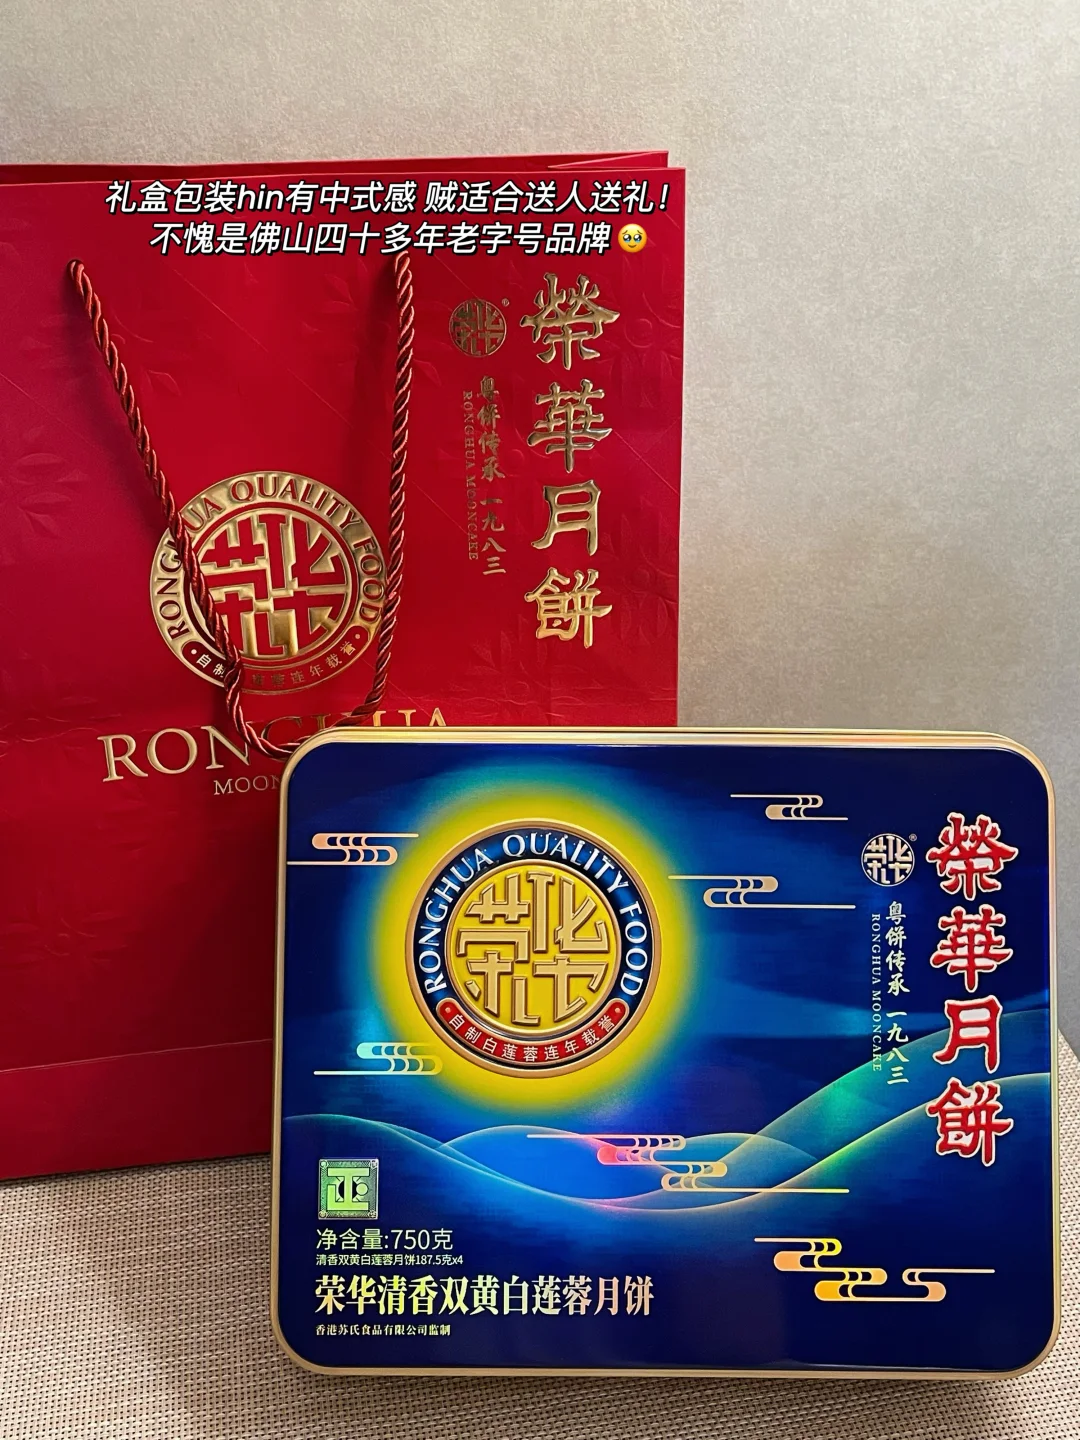 礼盒包装hin有中式感 贼适合送人送礼！
不愧是佛山四十多年老字号品牌🥹
榮華月餅
粤饼传承 一九八三
RONGHUA MOONCAKE
RONGHUA QUALITY FOOD
荣华
RONGHUA
MOON
榮華月餅
®
粤饼传承 一九八三
RONGHUA MOONCAKE
RONGHUA QUALITY FOOD
荣华
自制白莲蓉连年载誉
正
净含量:750克
清香双黄白莲蓉月饼187.5克x4
荣华清香双黄白莲蓉月饼
香港苏氏食品有限公司监制